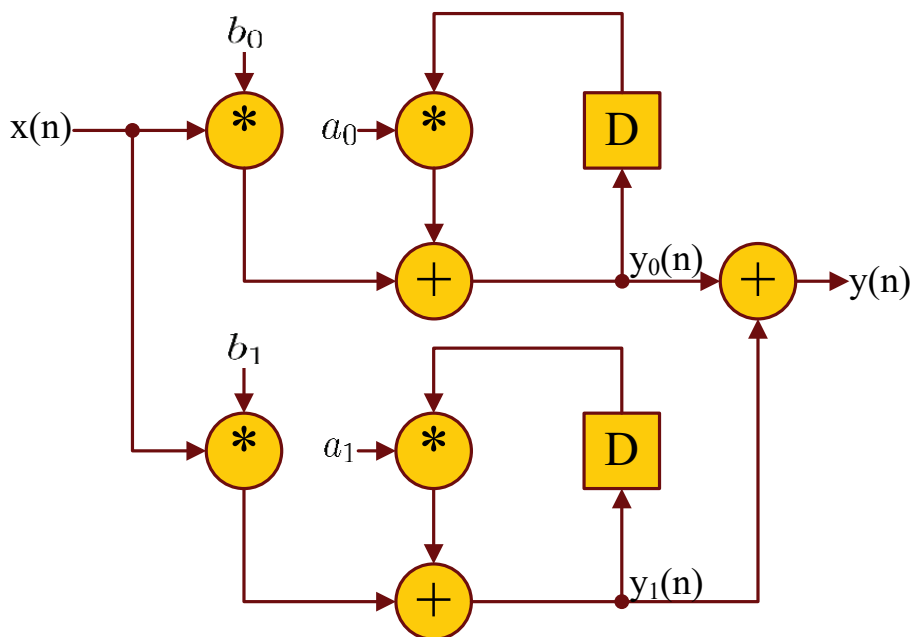 b₀
x(n)
*
a₀
*
D
+
y₀(n)
+
y(n)
b₁
*
a₁
*
D
+
y₁(n)